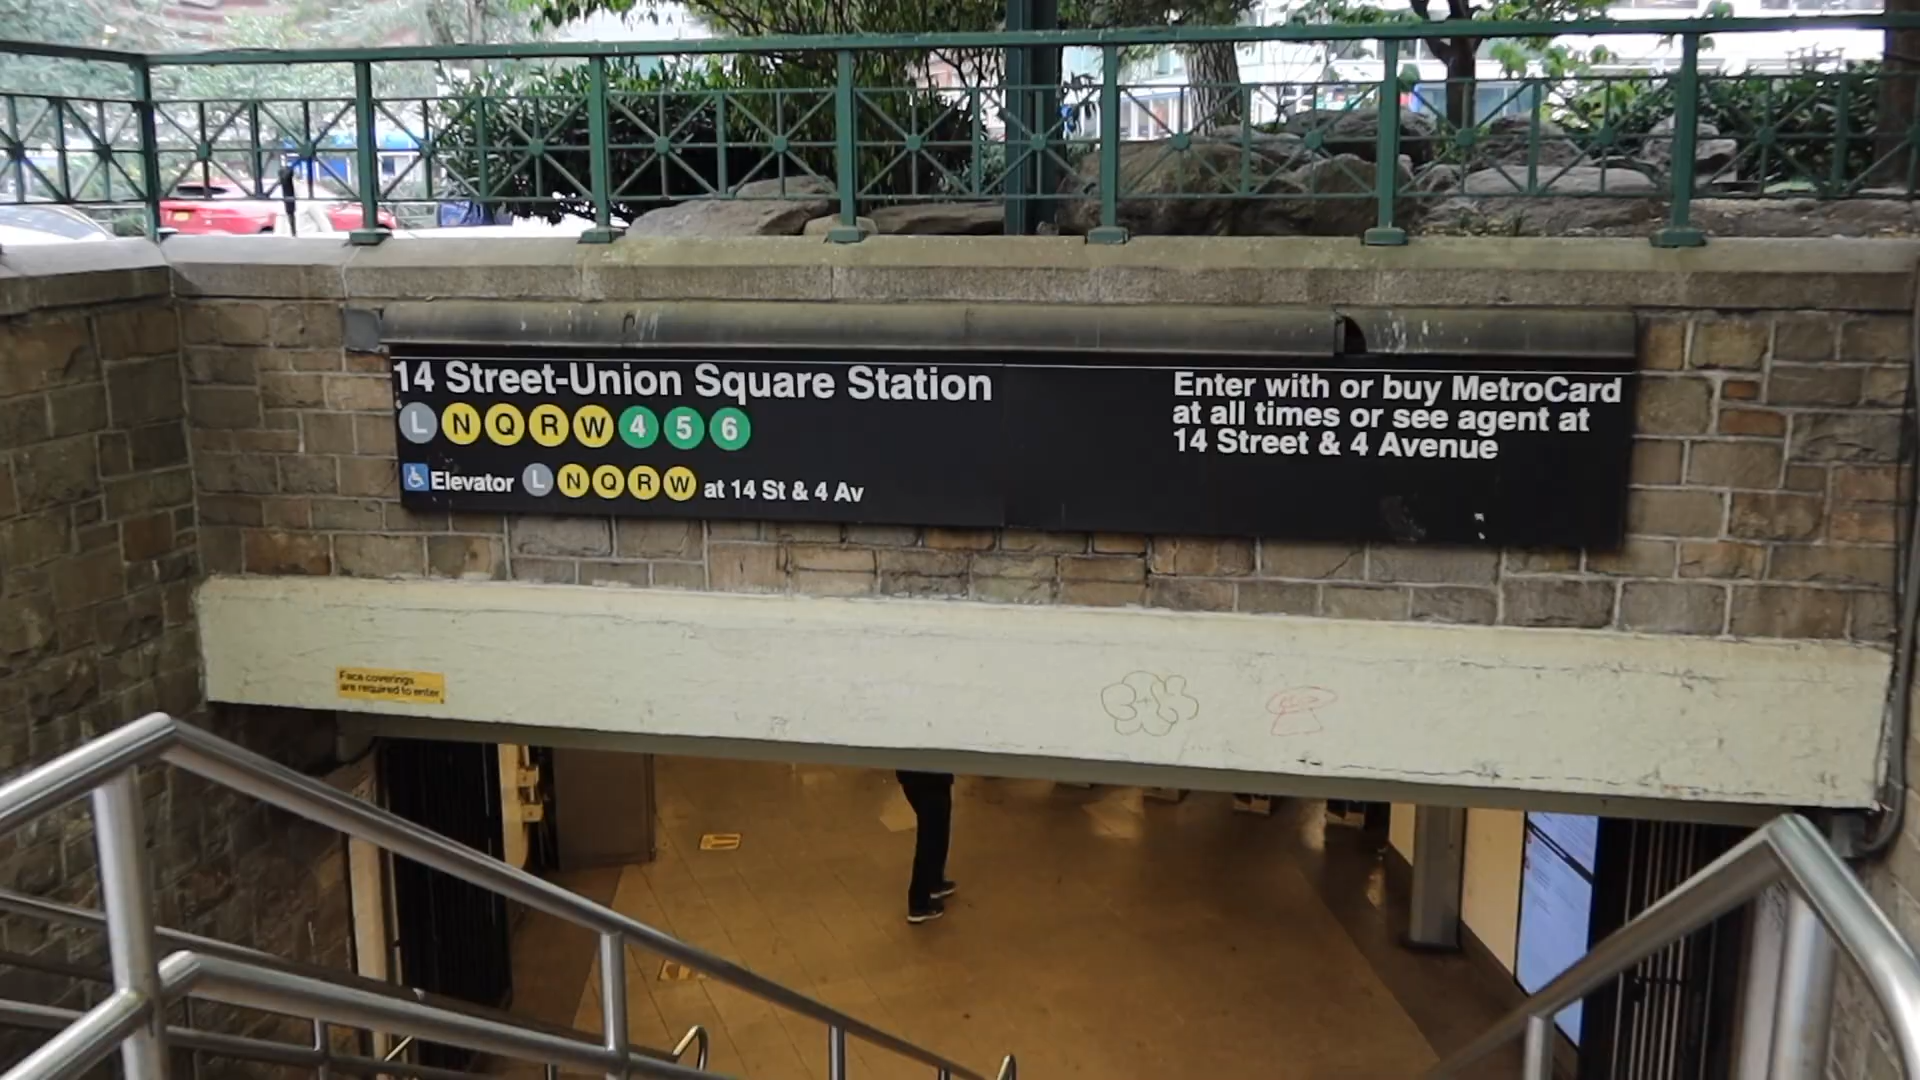 14 Street-Union Square Station
L N Q R W 4 5 6
Elevator L N Q R W at 14 St & 4 Av
Enter with or buy MetroCard
at all times or see agent at
14 Street & 4 Avenue
Face coverings
are required to enter